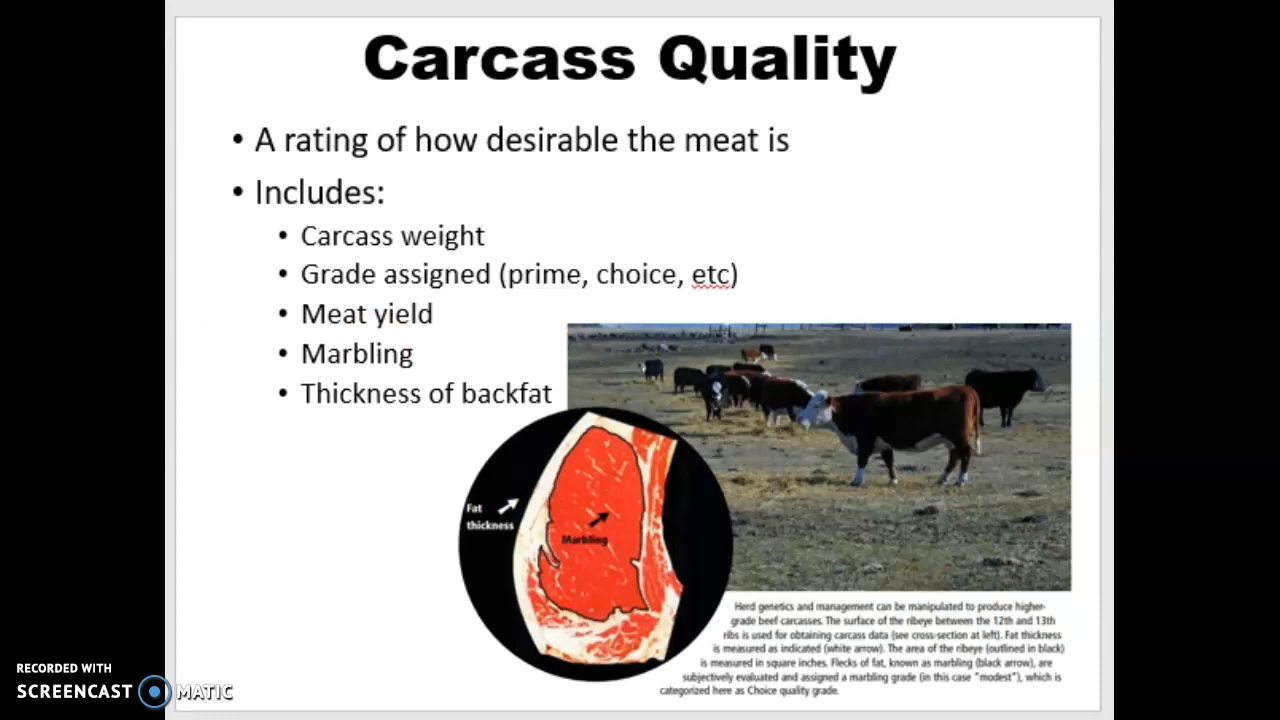 Carcass Quality
• A rating of how desirable the meat is
• Includes:
• Carcass weight
• Grade assigned (prime, choice, etc)
• Meat yield
• Marbling
• Thickness of backfat
Fat
thickness
Marbling
Herd genetics and management can be manipulated to produce higher-
grade beef carcasses. The surface of the ribeye between the 12th and 13th
ribs is used for obtaining carcass data (see cross-section at left). Fat thickness
is measured as indicated (white arrow). The area of the ribeye (outlined in black)
is measured in square inches. Flecks of fat, known as marbling (black arrow), are
subjectively evaluated and assigned a marbling grade (in this case "modest"), which is
categorized here as Choice quality grade.
RECORDED WITH
SCREENCAST MATIC